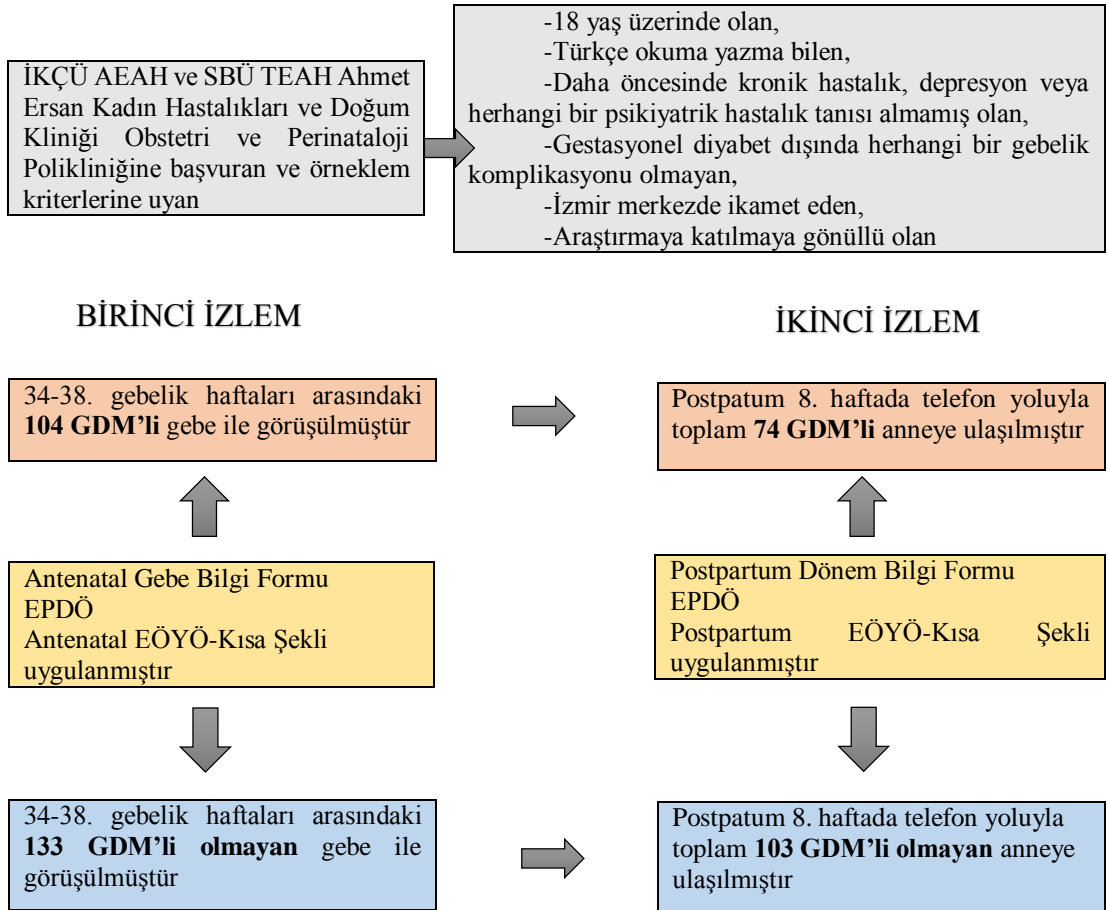 İKÇÜ AEAH ve SBÜ TEAH Ahmet
Ersan Kadın Hastalıkları ve Doğum
Kliniği Obstetri ve Perinataloji
Polikliniğine başvuran ve örneklem
kriterlerine uyan
-18 yaş üzerinde olan,
-Türkçe okuma yazma bilen,
-Daha öncesinde kronik hastalık, depresyon veya
herhangi bir psikiyatrik hastalık tanısı almamış olan,
-Gestasyonel diyabet dışında herhangi bir gebelik
komplikasyonu olmayan,
-İzmir merkezde ikamet eden,
-Araştırmaya katılmaya gönüllü olan
BİRİNCİ İZLEM
İKİNCİ İZLEM
34-38. gebelik haftaları arasındaki
104 GDM’li gebe ile görüşülmüştür
Postpatum 8. haftada telefon yoluyla
toplam 74 GDM’li anneye ulaşılmıştır
Antenatal Gebe Bilgi Formu
EPDÖ
Antenatal EÖYÖ-Kısa Şekli
uygulanmıştır
Postpartum Dönem Bilgi Formu
EPDÖ
Postpartum EÖYÖ-Kısa Şekli
uygulanmıştır
34-38. gebelik haftaları arasındaki
133 GDM’li olmayan gebe ile
görüşülmüştür
Postpatum 8. haftada telefon yoluyla
toplam 103 GDM’li olmayan anneye
ulaşılmıştır